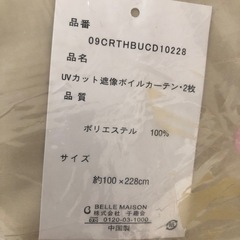 品番
09CRTHBUCD10228
品名
UVカット遮像ボイルカーテン・2枚
品質
ポリエステル 100%
サイズ
約100×228cm
BELLE MAISON
株式会社 千趣会
0120-03-1000
中国製